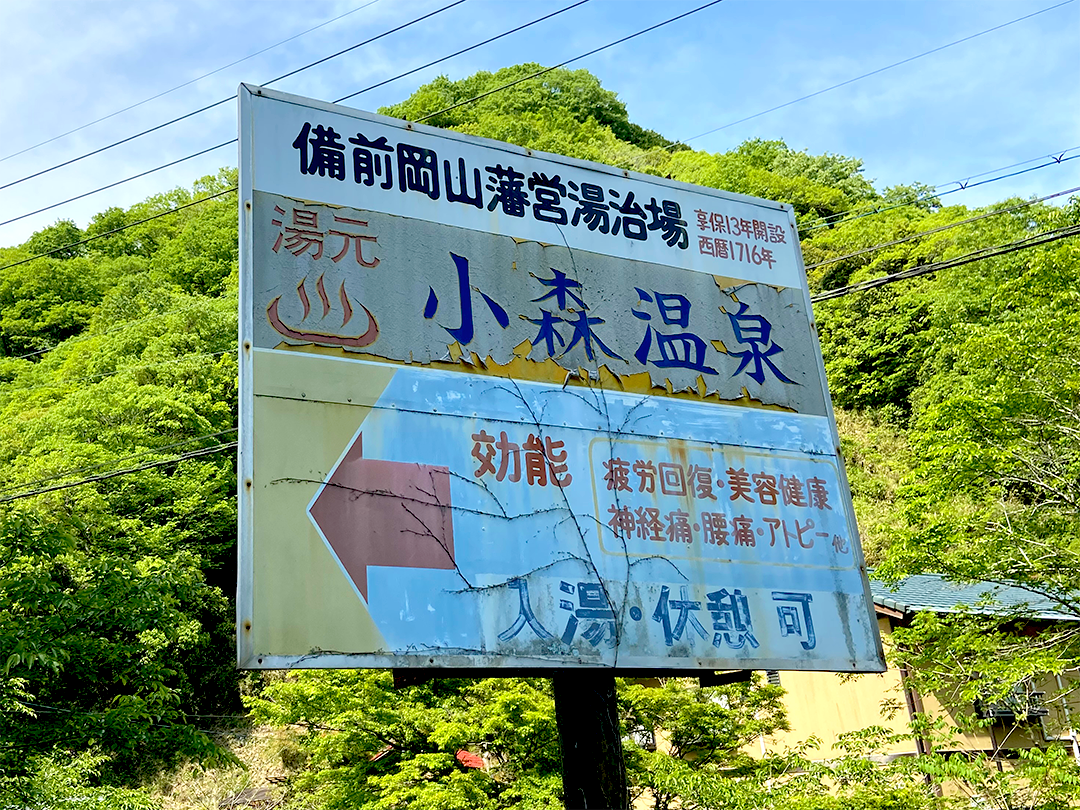 備前岡山藩営湯治場
享保13年開設
西暦1716年
湯元
小森温泉
効能
疲労回復・美容健康
神経痛・腰痛・アトピー他
入湯・休憩可